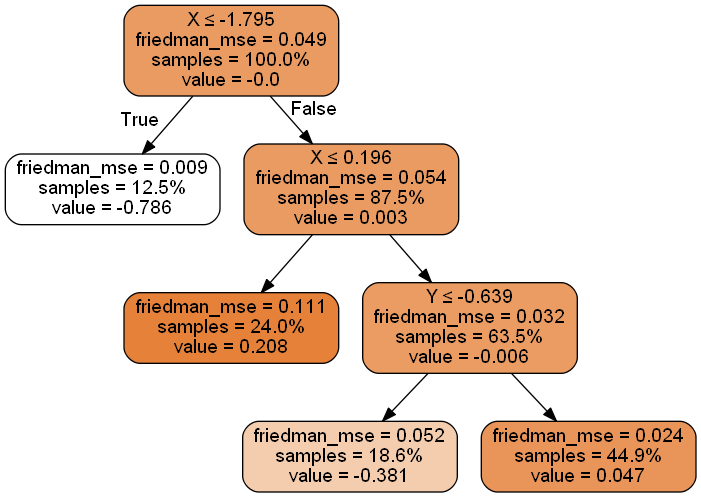 X ≤ -1.795
friedman_mse = 0.049
samples = 100.0%
value = -0.0
True
False
friedman_mse = 0.009
samples = 12.5%
value = -0.786
X ≤ 0.196
friedman_mse = 0.054
samples = 87.5%
value = 0.003
friedman_mse = 0.111
samples = 24.0%
value = 0.208
Y ≤ -0.639
friedman_mse = 0.032
samples = 63.5%
value = -0.006
friedman_mse = 0.052
samples = 18.6%
value = -0.381
friedman_mse = 0.024
samples = 44.9%
value = 0.047